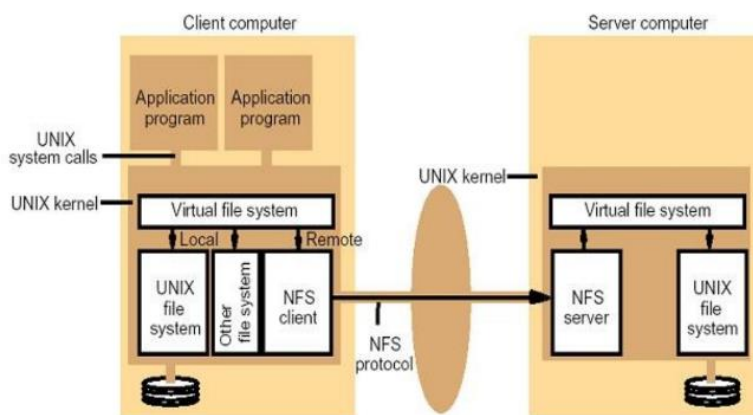 Client computer
Server computer
Application
program
Application
program
UNIX
system calls
UNIX kernel
UNIX kernel
Virtual file system
Virtual file system
Local
Remote
UNIX
file
system
Other
file system
NFS
client
NFS
protocol
NFS
server
UNIX
file
system